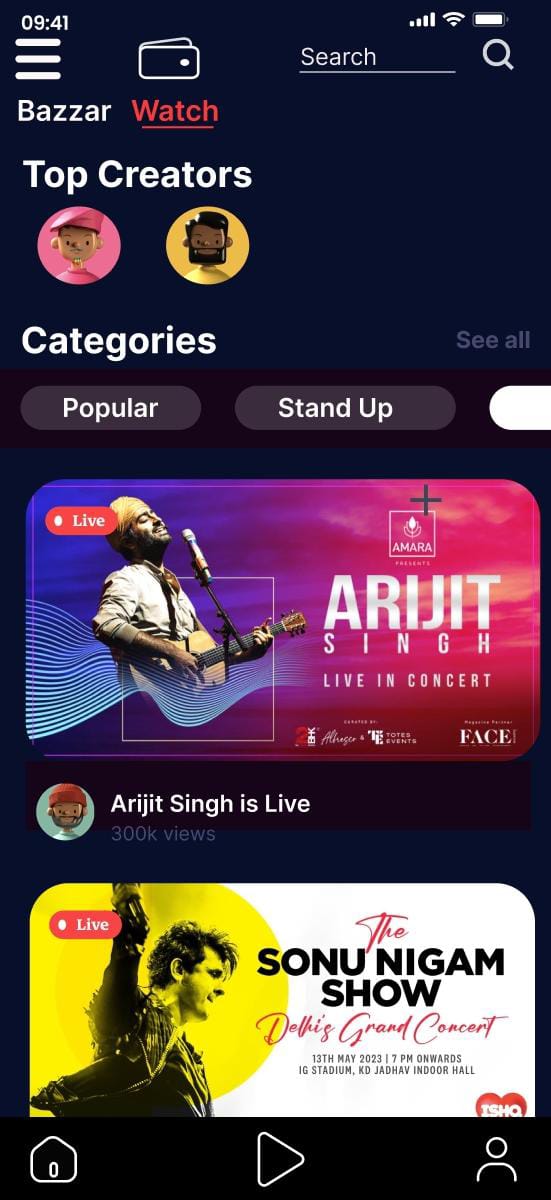 09:41
Search
Bazzar Watch
Top Creators
Categories
See all
Popular
Stand Up
Live
AMARA
PRESENTS
ARIJIT
SINGH
LIVE IN CONCERT
CURATED BY:
Magazine Partner
& TOTES EVENTS
FACE
Arijit Singh is Live
300k views
Live
The
SONU NIGAM
SHOW
Delhi's Grand Concert
13TH MAY 2023 | 7 PM ONWARDS
IG STADIUM, KD JADHAV INDOOR HALL
ISHQ